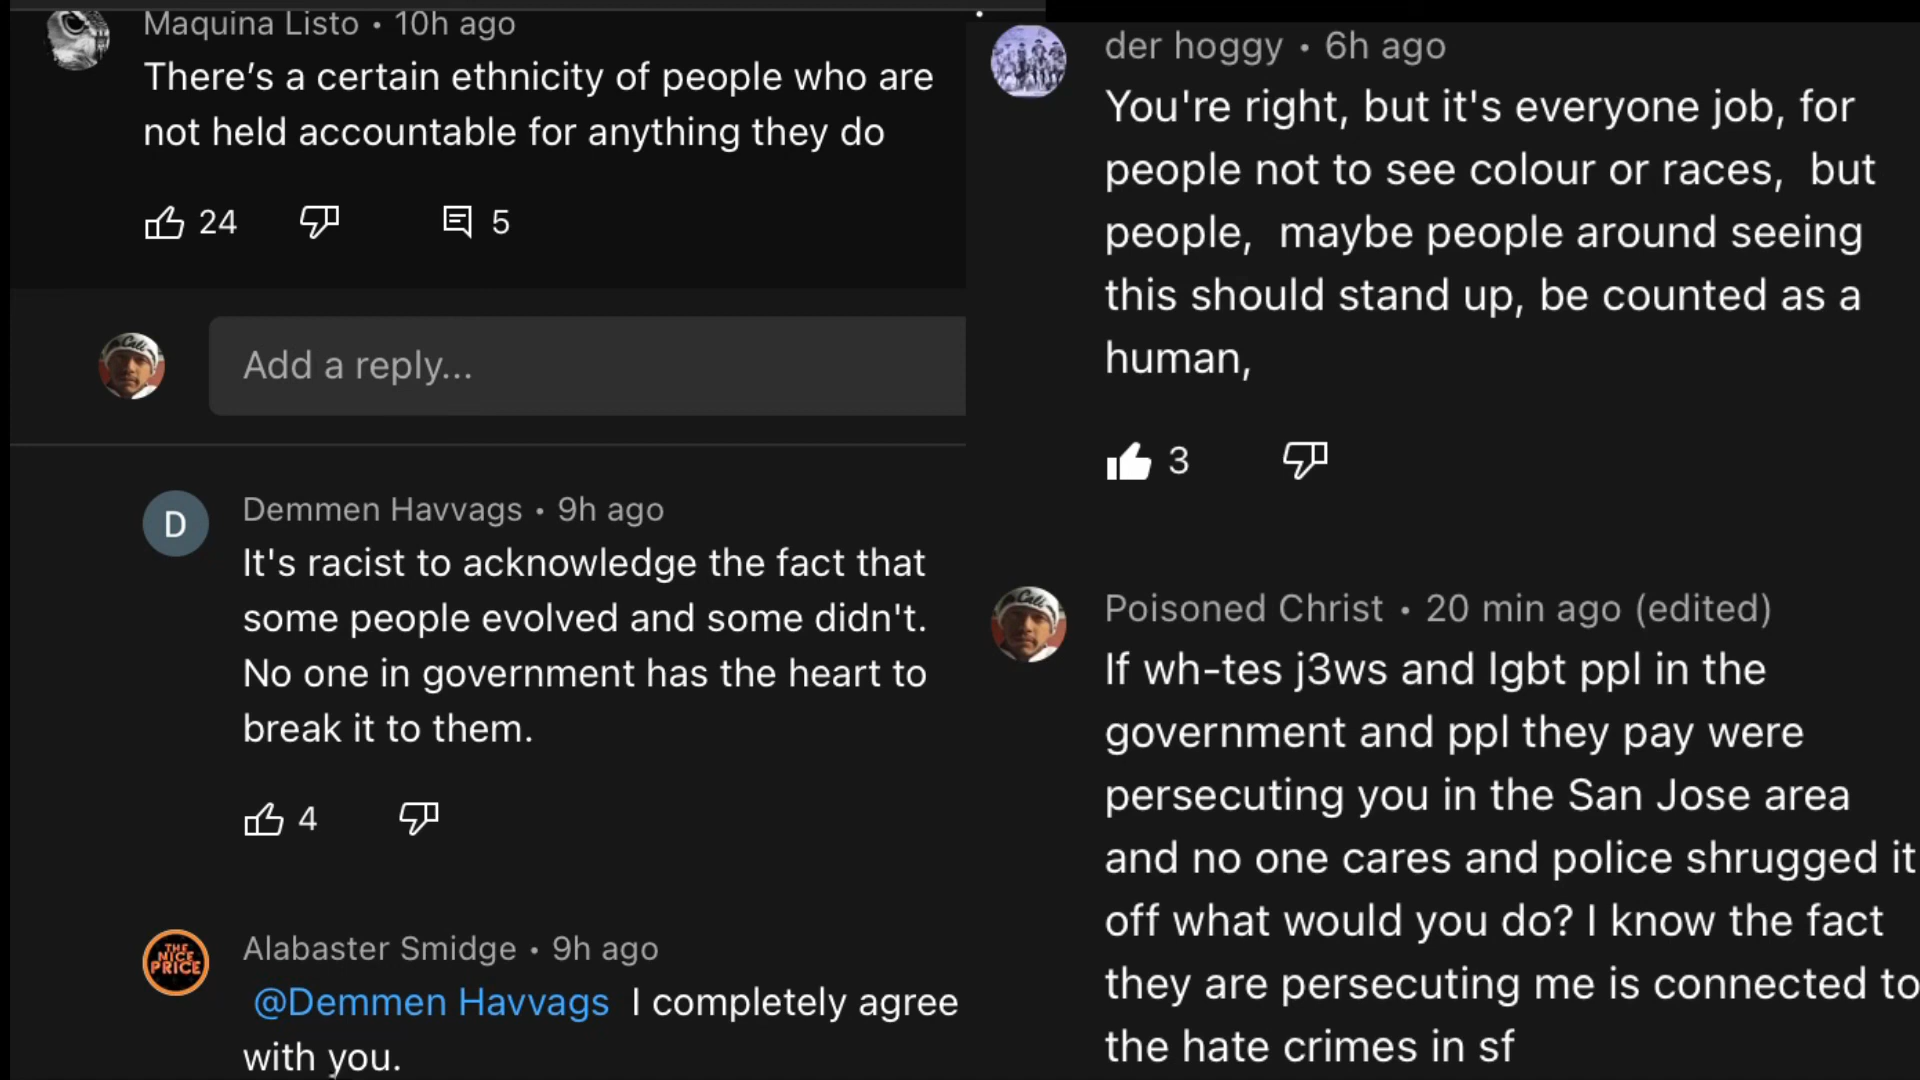 Maquina Listo • 10h ago
There's a certain ethnicity of people who are
not held accountable for anything they do
24 5
Add a reply...
D
Demmen Havvags • 9h ago
It's racist to acknowledge the fact that
some people evolved and some didn't.
No one in government has the heart to
break it to them.
4
THE
NICE
PRICE
Alabaster Smidge • 9h ago
@Demmen Havvags I completely agree
with you.
der hoggy • 6h ago
You're right, but it's everyone job, for
people not to see colour or races, but
people, maybe people around seeing
this should stand up, be counted as a
human,
3
Cali
Poisoned Christ • 20 min ago (edited)
If wh-tes j3ws and lgbt ppl in the
government and ppl they pay were
persecuting you in the San Jose area
and no one cares and police shrugged it
off what would you do? I know the fact
they are persecuting me is connected to
the hate crimes in sf